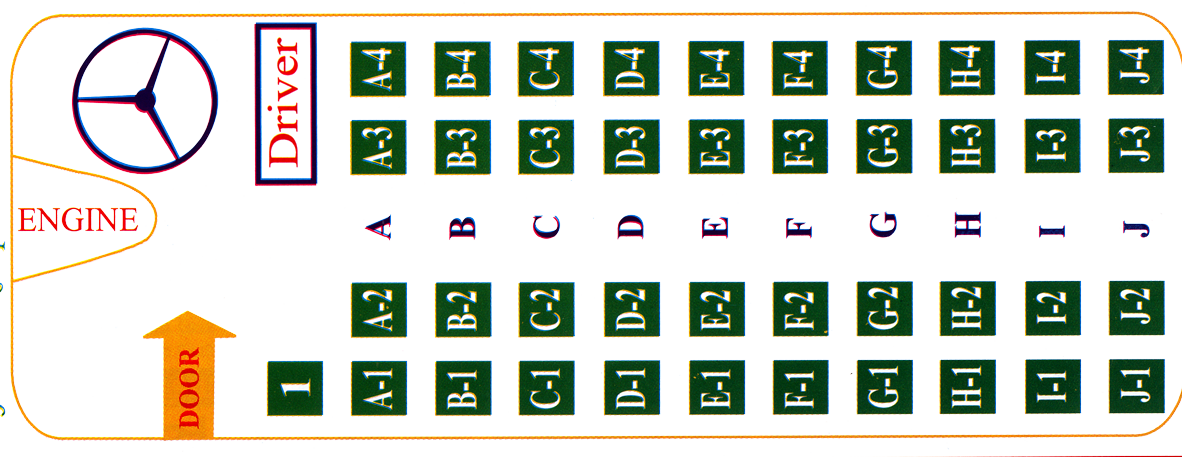 Driver
A-4 B-4 C-4 D-4 E-4 F-4 G-4 H-4 I-4 J-4
A-3 B-3 C-3 D-3 E-3 F-3 G-3 H-3 I-3 J-3
ENGINE
A B C D E F G H I J
A-2 B-2 C-2 D-2 E-2 F-2 G-2 H-2 I-2 J-2
DOOR
1 A-1 B-1 C-1 D-1 E-1 F-1 G-1 H-1 I-1 J-1